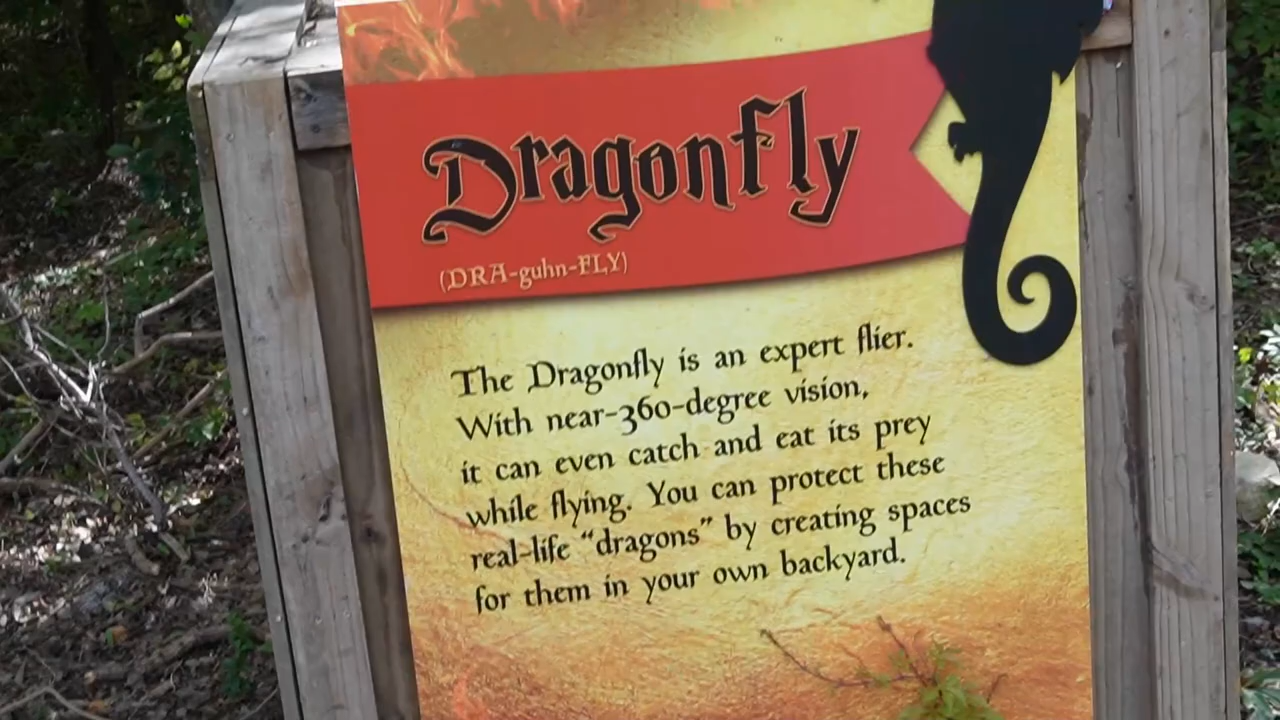 Dragonfly
(DRA-guhn-FLY)
The Dragonfly is an expert flier.
With near-360-degree vision,
it can even catch and eat its prey
while flying. You can protect these
real-life “dragons” by creating spaces
for them in your own backyard.